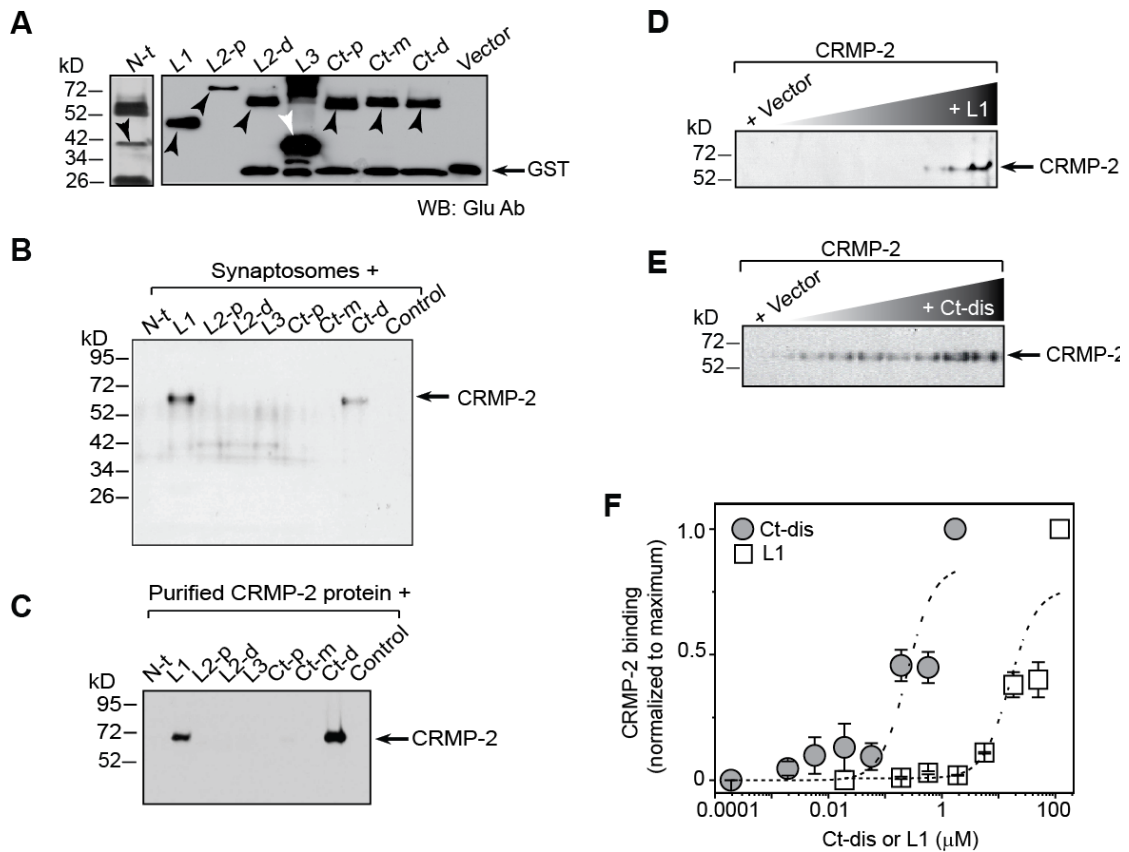 A
kD
N-t L1 L2-p L2-d L3 Ct-p Ct-m Ct-d Vector
72
52
42
34
26
GST
WB: Glu Ab
B
Synaptosomes +
N-t L1 L2-p L2-d L3 Ct-p Ct-m Ct-d Control
kD
95
72
52
42
34
26
CRMP-2
C
Purified CRMP-2 protein +
N-t L1 L2-p L2-d L3 Ct-p Ct-m Ct-d Control
kD
95
72
52
CRMP-2
D
CRMP-2
+ Vector
+ L1
kD
72
52
CRMP-2
E
CRMP-2
+ Vector
+ Ct-dis
kD
72
52
CRMP-2
F
Ct-dis
L1
1.0
0.5
0
CRMP-2 binding
(normalized to maximum)
0.0001 0.01 1 100
Ct-dis or L1 (μM)